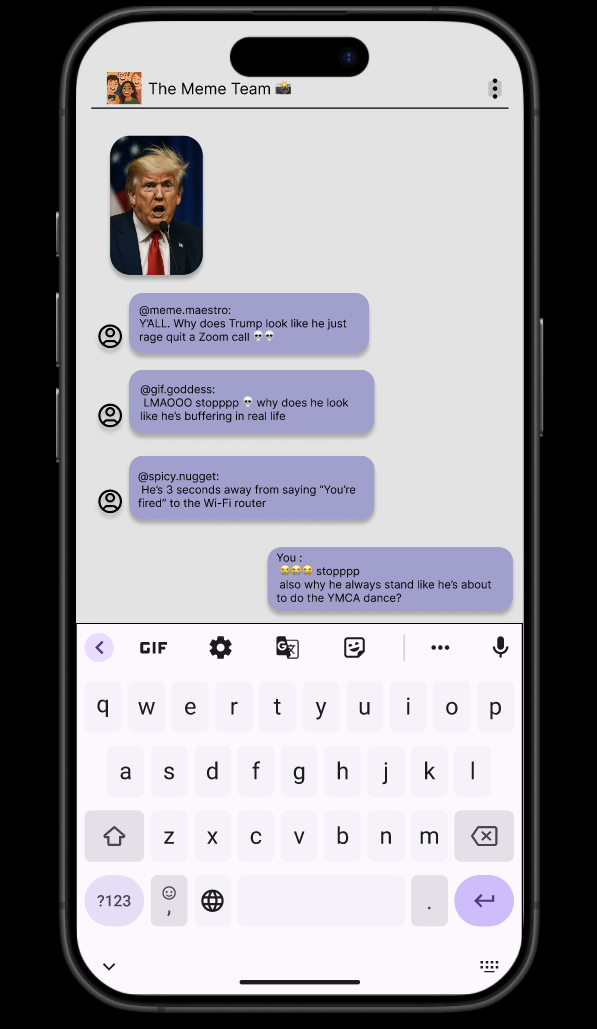 The Meme Team 📸
@meme.maestro:
Y'ALL. Why does Trump look like he just
rage quit a Zoom call 💀💀
@gif.goddess:
LMAOOO stopppp 💀 why does he look
like he's buffering in real life
@spicy.nugget:
He's 3 seconds away from saying “You're
fired” to the Wi-Fi router
You :
😭😭😭 stopppp
also why he always stand like he's about
to do the YMCA dance?
GIF
G
q w e r t y u i o p
a s d f g h j k l
z x c v b n m
?123 , .